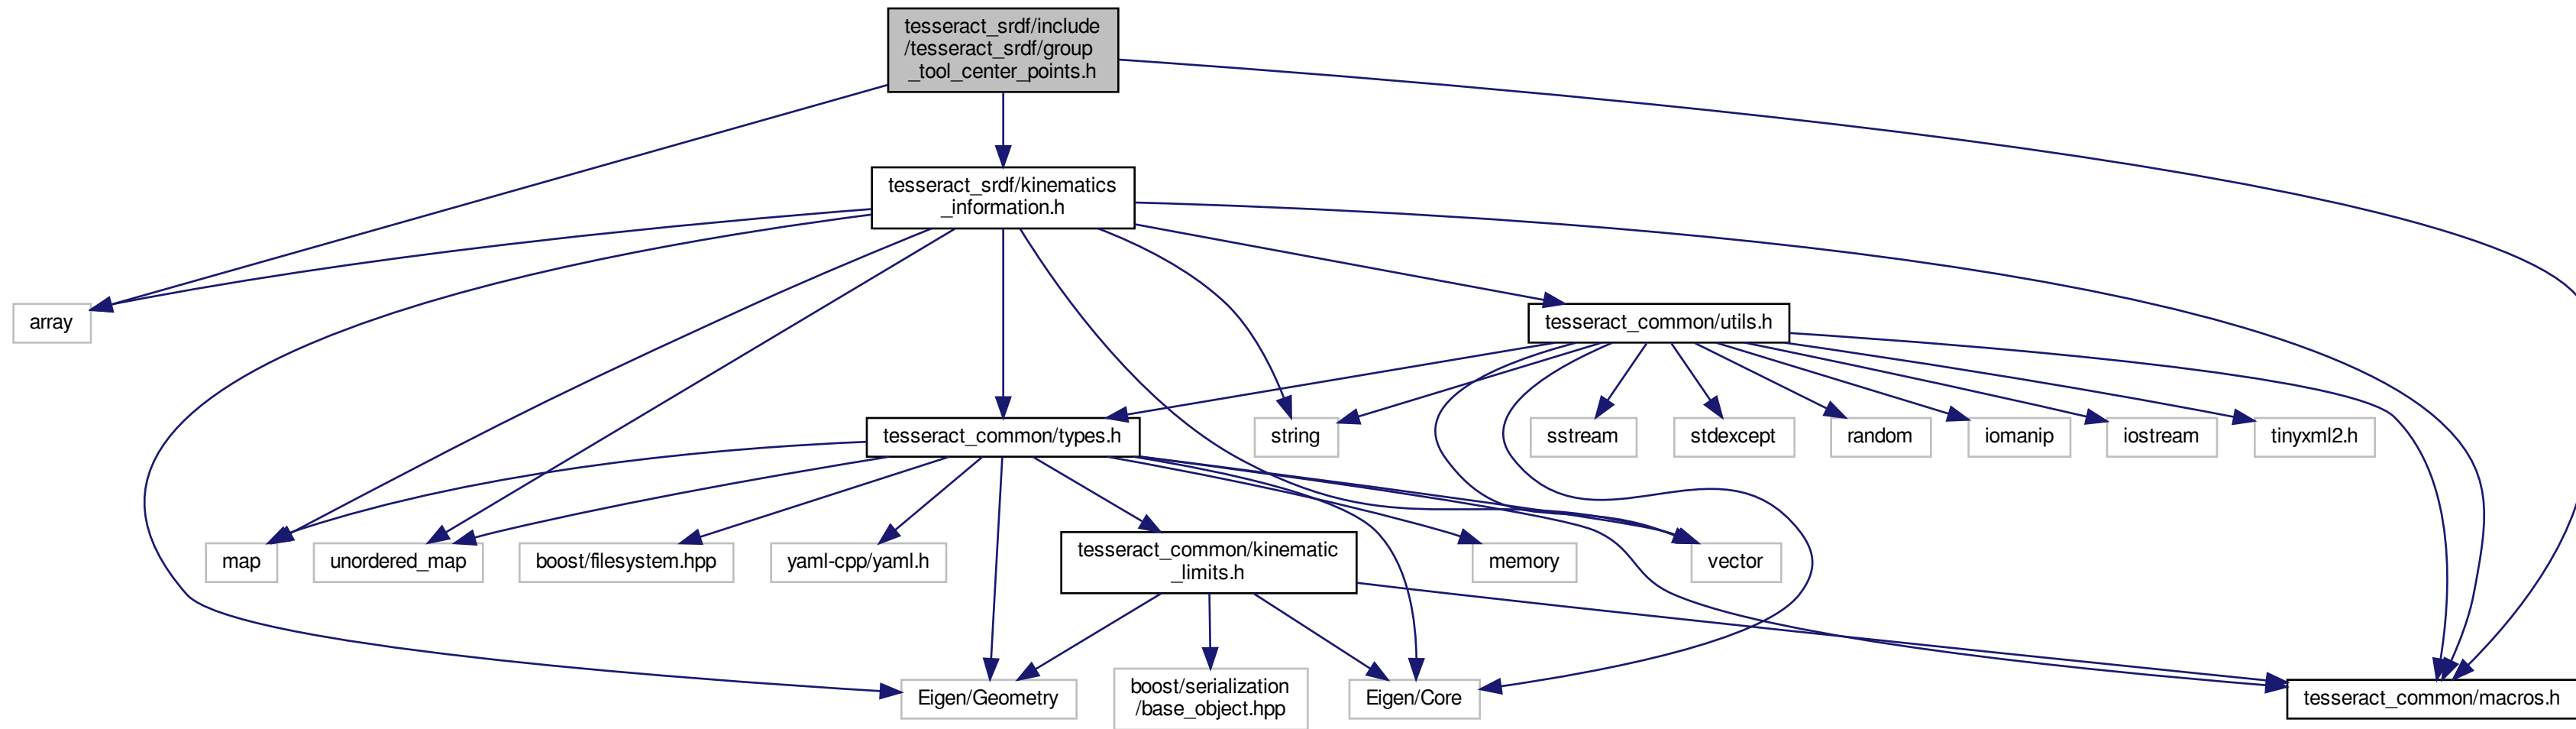 tesseract_srdf/include
/tesseract_srdf/group
_tool_center_points.h
tesseract_srdf/kinematics
_information.h
array
tesseract_common/utils.h
tesseract_common/types.h
string
sstream
stdexcept
random
iomanip
iostream
tinyxml2.h
map
unordered_map
boost/filesystem.hpp
yaml-cpp/yaml.h
tesseract_common/kinematic
_limits.h
memory
vector
Eigen/Geometry
boost/serialization
/base_object.hpp
Eigen/Core
tesseract_common/macros.h